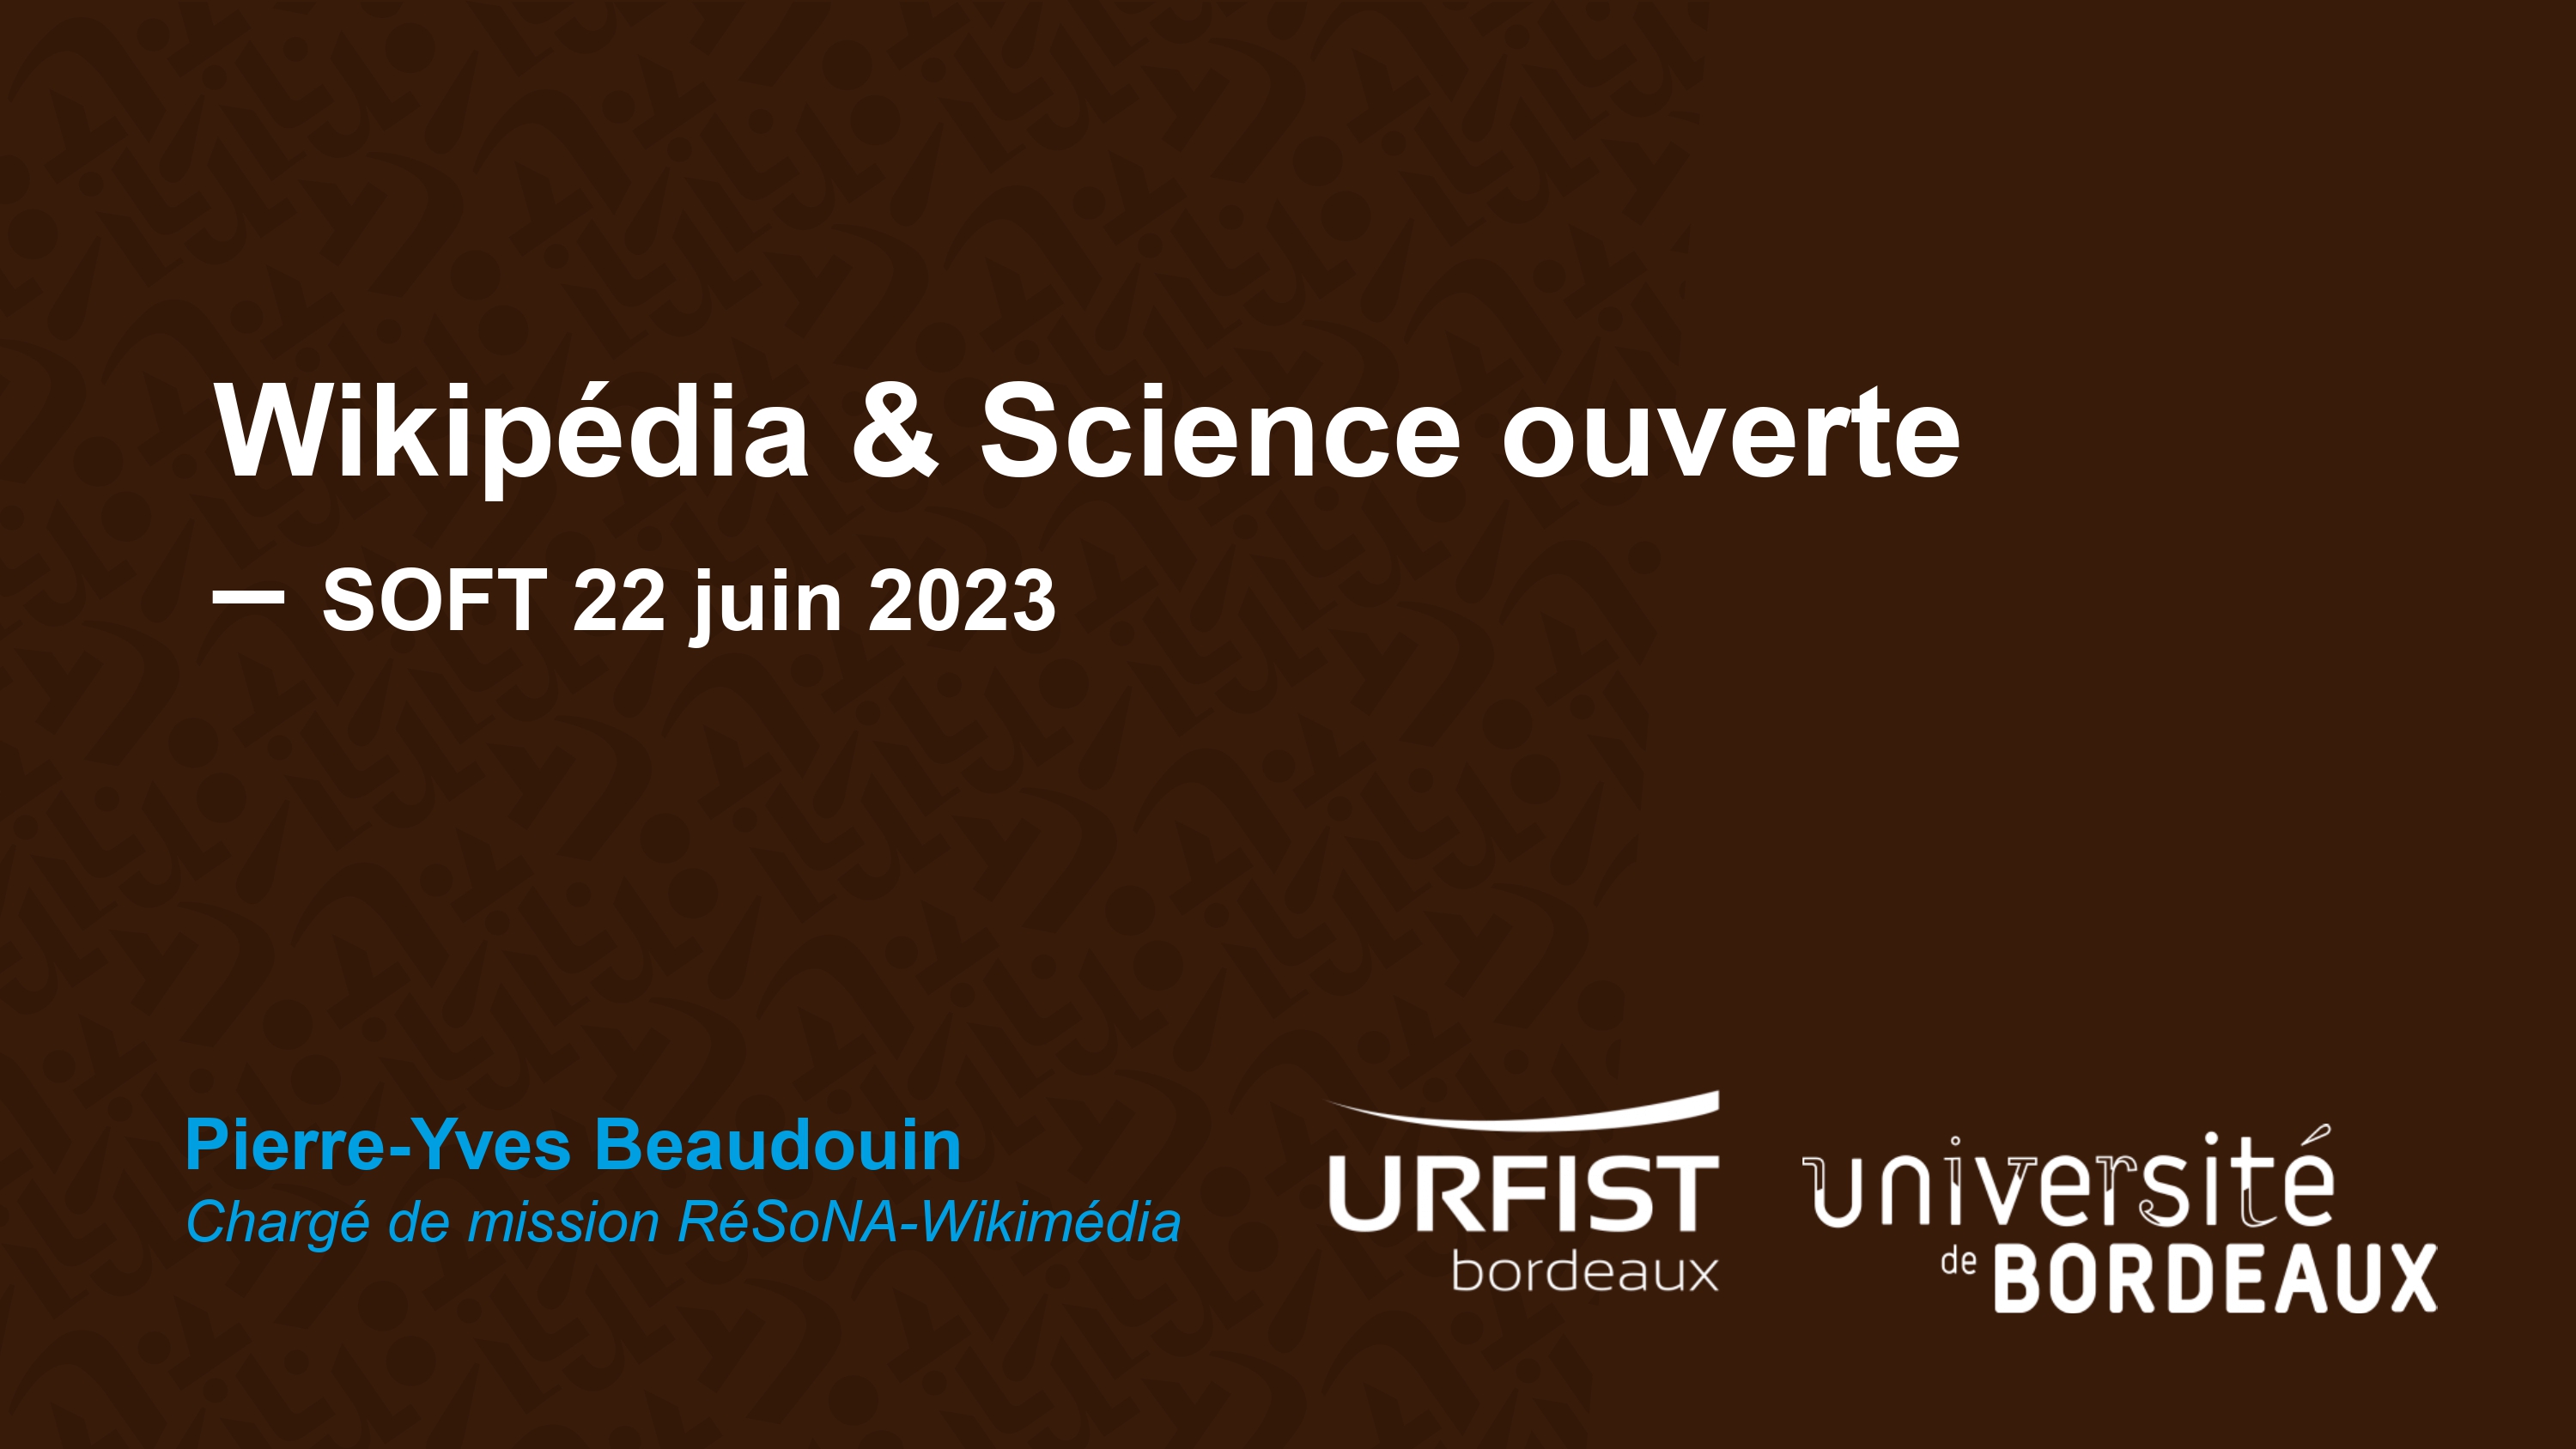 Wikipédia & Science ouverte
— SOFT 22 juin 2023
Pierre-Yves Beaudouin
Chargé de mission RéSoNA-Wikimédia
URFIST
bordeaux
université
de BORDEAUX